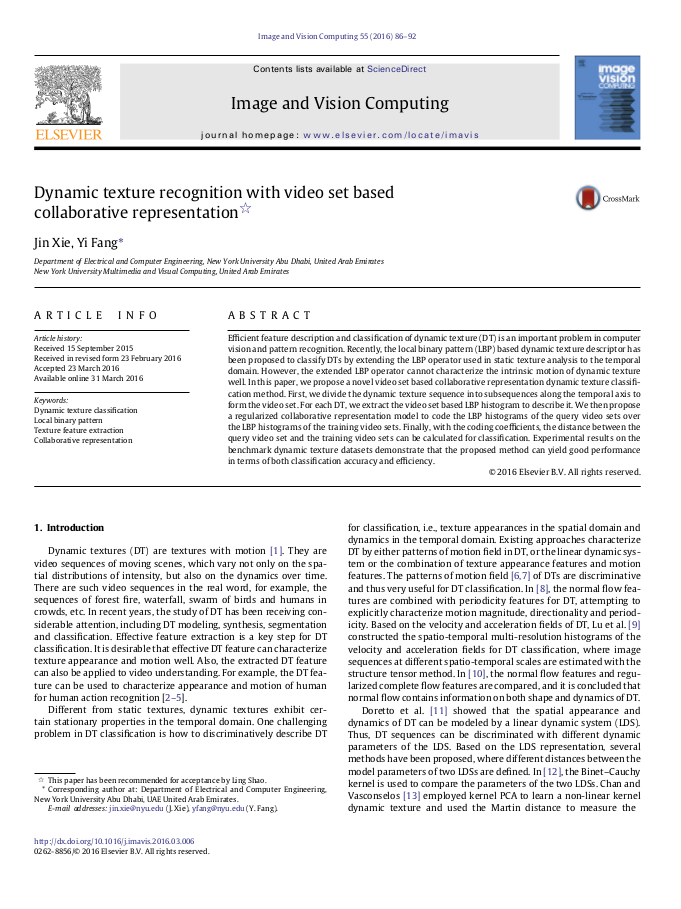 Image and Vision Computing 55 (2016) 86–92
Contents lists available at ScienceDirect
Image and Vision Computing
journal homepage: www.elsevier.com/locate/imavis
ELSEVIER
image
vision
COMPUTING
Dynamic texture recognition with video set based
collaborative representation☆
CrossMark
Jin Xie, Yi Fang*
Department of Electrical and Computer Engineering, New York University Abu Dhabi, United Arab Emirates
New York University Multimedia and Visual Computing, United Arab Emirates
ARTICLE INFO
Article history:
Received 15 September 2015
Received in revised form 23 February 2016
Accepted 23 March 2016
Available online 31 March 2016
Keywords:
Dynamic texture classification
Local binary pattern
Texture feature extraction
Collaborative representation
ABSTRACT
Efficient feature description and classification of dynamic texture (DT) is an important problem in computer
vision and pattern recognition. Recently, the local binary pattern (LBP) based dynamic texture descriptor has
been proposed to classify DTs by extending the LBP operator used in static texture analysis to the temporal
domain. However, the extended LBP operator cannot characterize the intrinsic motion of dynamic texture
well. In this paper, we propose a novel video set based collaborative representation dynamic texture classifi-
cation method. First, we divide the dynamic texture sequence into subsequences along the temporal axis to
form the video set. For each DT, we extract the video set based LBP histogram to describe it. We then propose
a regularized collaborative representation model to code the LBP histograms of the query video sets over
the LBP histograms of the training video sets. Finally, with the coding coefficients, the distance between the
query video set and the training video sets can be calculated for classification. Experimental results on the
benchmark dynamic texture datasets demonstrate that the proposed method can yield good performance
in terms of both classification accuracy and efficiency.
© 2016 Elsevier B.V. All rights reserved.
1. Introduction
Dynamic textures (DT) are textures with motion [1]. They are
video sequences of moving scenes, which vary not only on the spa-
tial distributions of intensity, but also on the dynamics over time.
There are such video sequences in the real word, for example, the
sequences of forest fire, waterfall, swarm of birds and humans in
crowds, etc. In recent years, the study of DT has been receiving con-
siderable attention, including DT modeling, synthesis, segmentation
and classification. Effective feature extraction is a key step for DT
classification. It is desirable that effective DT feature can characterize
texture appearance and motion well. Also, the extracted DT feature
can also be applied to video understanding. For example, the DT fea-
ture can be used to characterize appearance and motion of human
for human action recognition [2–5].
Different from static textures, dynamic textures exhibit cer-
tain stationary properties in the temporal domain. One challenging
problem in DT classification is how to discriminatively describe DT
☆ This paper has been recommended for acceptance by Ling Shao.
* Corresponding author at: Department of Electrical and Computer Engineering,
New York University Abu Dhabi, UAE United Arab Emirates.
E-mail addresses: jin.xie@nyu.edu (J. Xie), yfang@nyu.edu (Y. Fang).
for classification, i.e., texture appearances in the spatial domain and
dynamics in the temporal domain. Existing approaches characterize
DT by either patterns of motion field in DT, or the linear dynamic sys-
tem or the combination of texture appearance features and motion
features. The patterns of motion field [6,7] of DTs are discriminative
and thus very useful for DT classification. In [8], the normal flow fea-
tures are combined with periodicity features for DT, attempting to
explicitly characterize motion magnitude, directionality and period-
icity. Based on the velocity and acceleration fields of DT, Lu et al. [9]
constructed the spatio-temporal multi-resolution histograms of the
velocity and acceleration fields for DT classification, where image
sequences at different spatio-temporal scales are estimated with the
structure tensor method. In [10], the normal flow features and regu-
larized complete flow features are compared, and it is concluded that
normal flow contains information on both shape and dynamics of DT.
Doretto et al. [11] showed that the spatial appearance and
dynamics of DT can be modeled by a linear dynamic system (LDS).
Thus, DT sequences can be discriminated with different dynamic
parameters of the LDS. Based on the LDS representation, several
methods have been proposed, where different distances between the
model parameters of two LDSs are defined. In [12], the Binet–Cauchy
kernel is used to compare the parameters of the two LDSs. Chan and
Vasconselos [13] employed kernel PCA to learn a non-linear kernel
dynamic texture and used the Martin distance to measure the
http://dx.doi.org/10.1016/j.imavis.2016.03.006
0262-8856/© 2016 Elsevier B.V. All rights reserved.